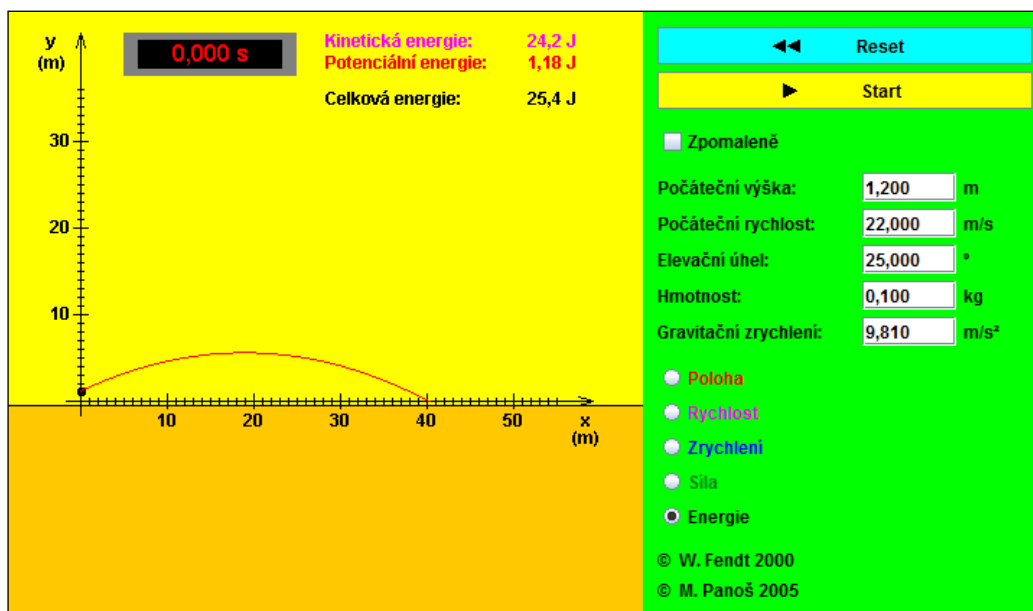 y
(m)
0,000 s
Kinetická energie: 24,2 J
Potenciální energie: 1,18 J
Celková energie: 25,4 J
30
20
10
10 20 30 40 50 x
(m)
Reset
Start
Zpomaleně
Počáteční výška: 1,200 m
Počáteční rychlost: 22,000 m/s
Elevační úhel: 25,000 °
Hmotnost: 0,100 kg
Gravitační zrychlení: 9,810 m/s²
Poloha
Rychlost
Zrychlení
Síla
Energie
© W. Fendt 2000
© M. Panoš 2005